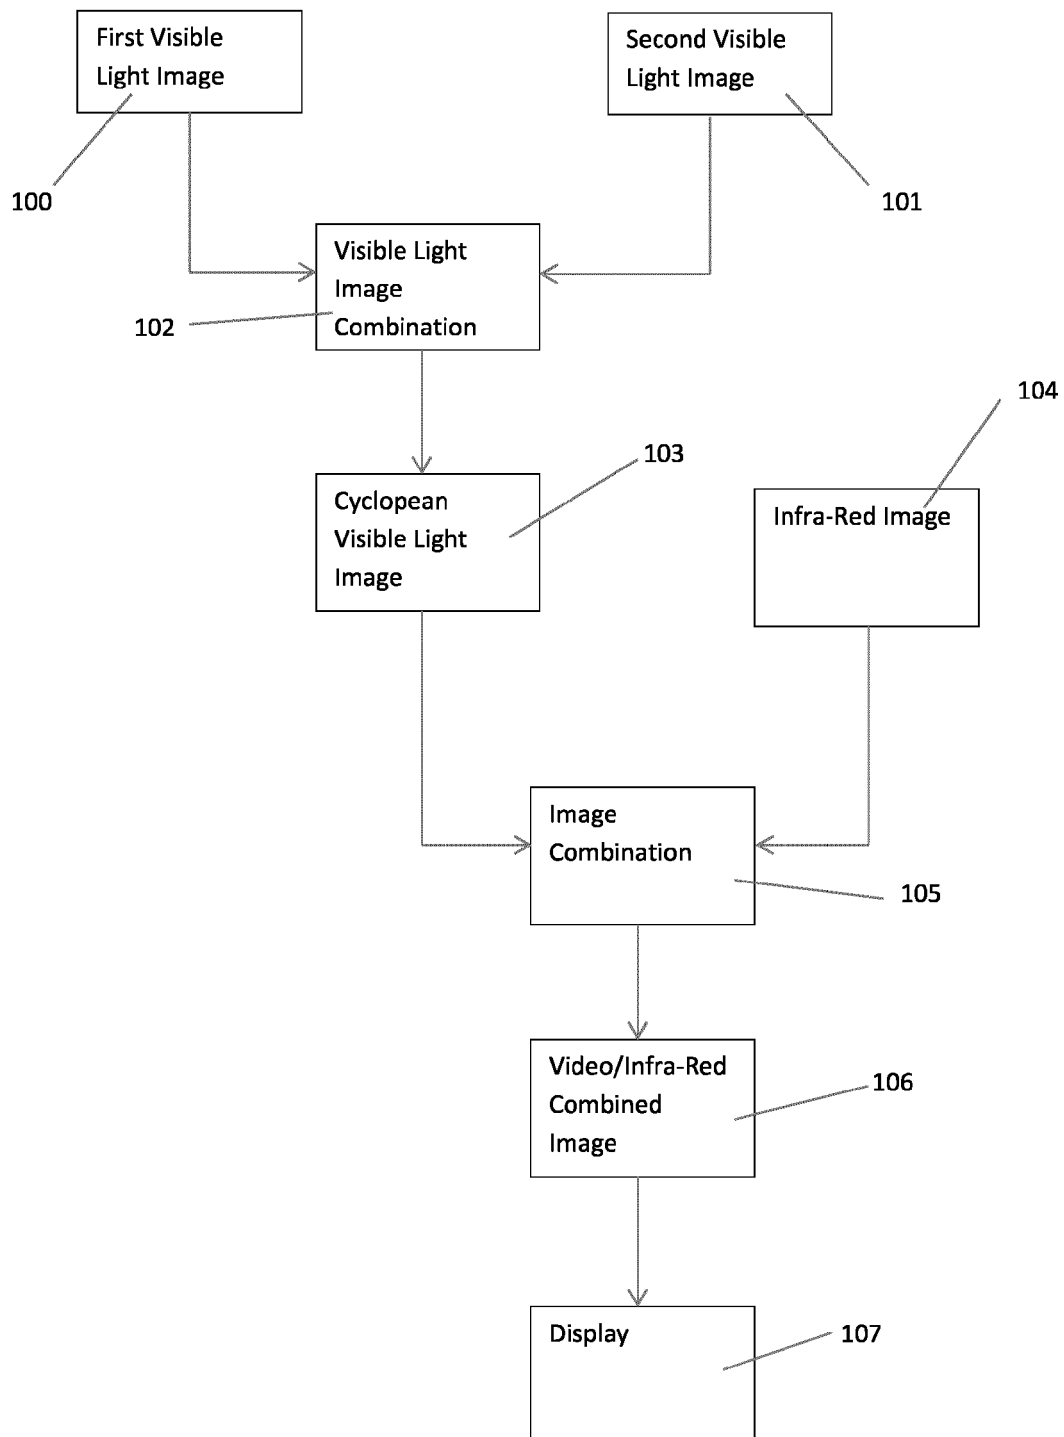 First Visible
Light Image
Second Visible
Light Image
100
101
Visible Light
Image
Combination
102
104
103
Cyclopean
Visible Light
Image
Infra-Red Image
Image
Combination
105
Video/Infra-Red
Combined
Image
106
Display
107